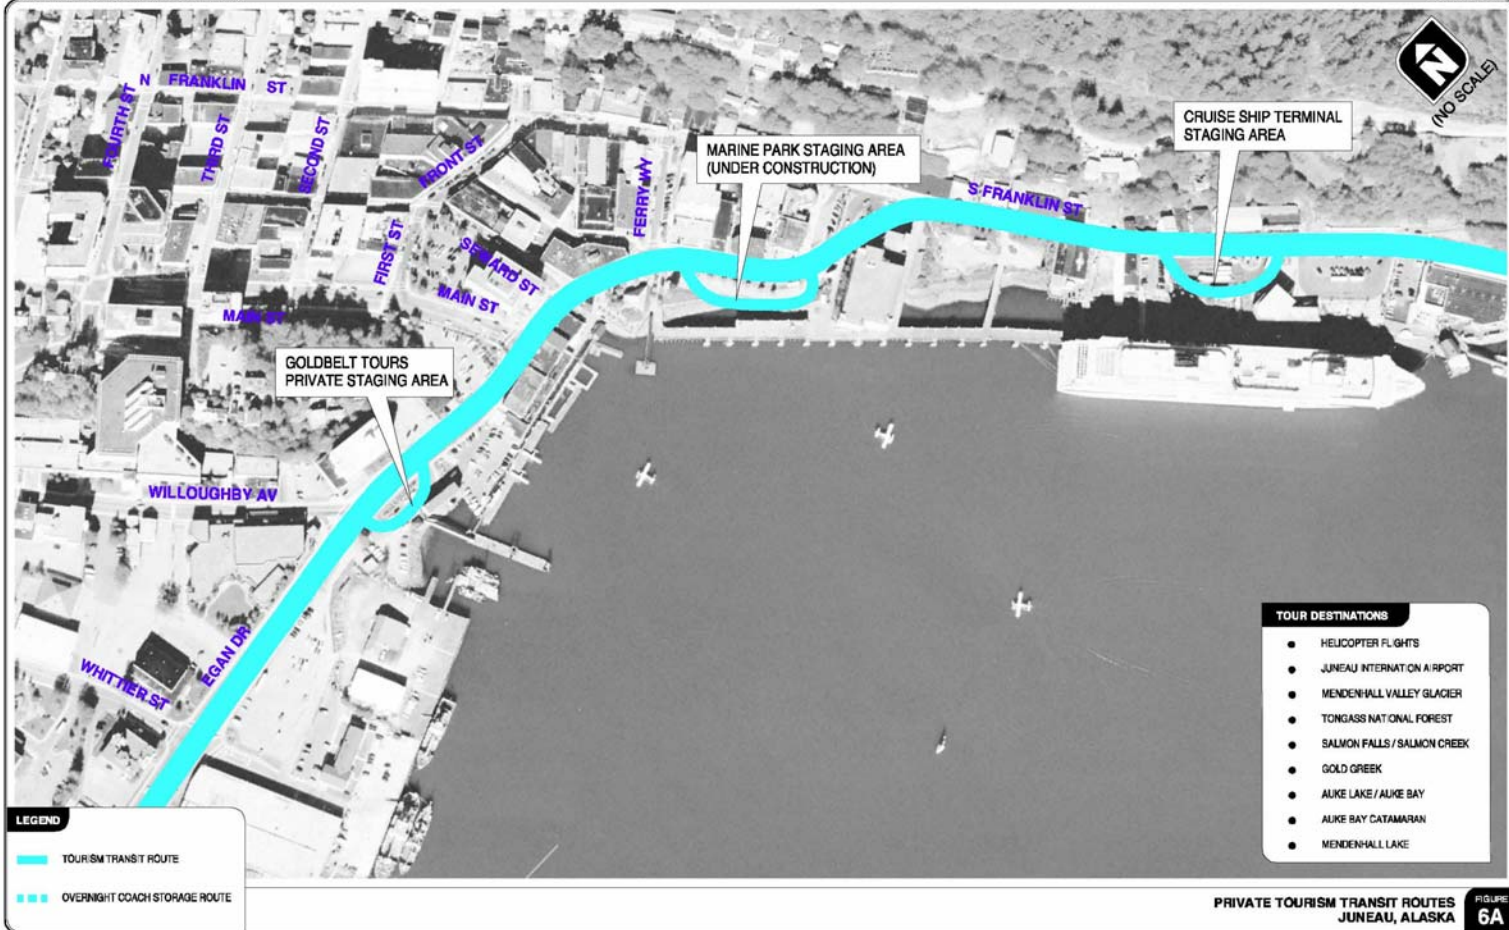 N FRANKLIN ST
FOURTH ST
THIRD ST
SECOND ST
FRONT ST
FERRY WY
FIRST ST
SEWARD ST
MAIN ST
MAIN ST
MARINE PARK STAGING AREA
(UNDER CONSTRUCTION)
S FRANKLIN ST
CRUISE SHIP TERMINAL
STAGING AREA
N
(NO SCALE)
GOLDBELT TOURS
PRIVATE STAGING AREA
WILLOUGHBY AV
EGAN DR
WHITTIER ST
TOUR DESTINATIONS
HELICOPTER FLIGHTS
JUNEAU INTERNATION AIRPORT
MENDENHALL VALLEY GLACIER
TONGASS NATIONAL FOREST
SALMON FALLS / SALMON CREEK
GOLD GREEK
AUKE LAKE / AUKE BAY
AUKE BAY CATAMARAN
MENDENHALL LAKE
LEGEND
TOURISM TRANSIT ROUTE
OVERNIGHT COACH STORAGE ROUTE
PRIVATE TOURISM TRANSIT ROUTES
JUNEAU, ALASKA
FIGURE
6A